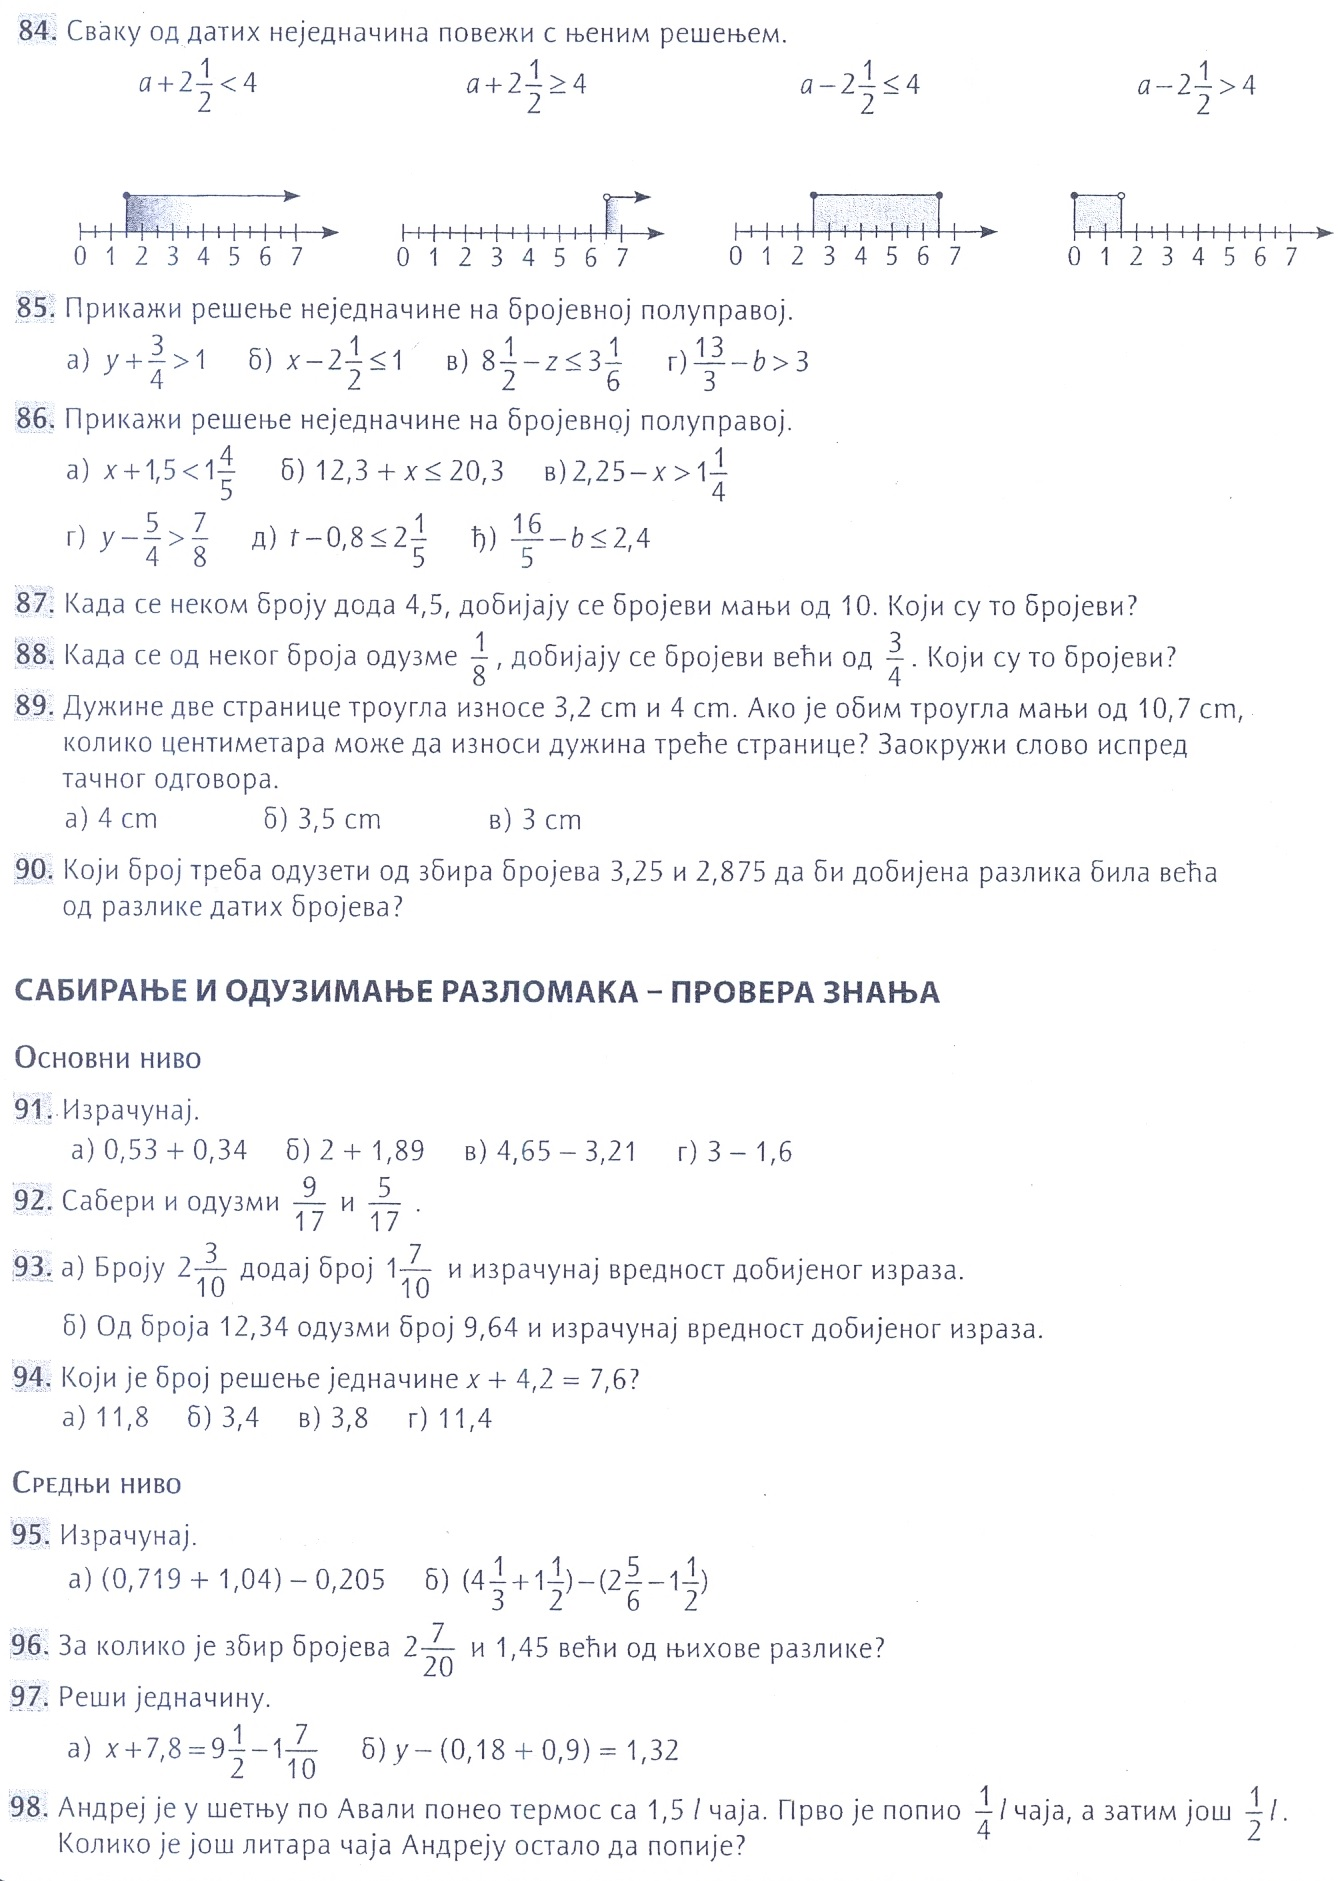 84. Сваку од датих неједначина повежи с њеним решењем.
a + 2 1/2 < 4   a + 2 1/2 ≥ 4   a − 2 1/2 ≤ 4   a − 2 1/2 > 4
0 1 2 3 4 5 6 7   0 1 2 3 4 5 6 7   0 1 2 3 4 5 6 7   0 1 2 3 4 5 6 7
85. Прикажи решење неједначине на бројевној полуправој.
а) y + 3/4 > 1   б) x − 2 1/2 ≤ 1   в) 8 1/2 − z ≤ 3 1/6   г) 13/3 − b > 3
86. Прикажи решење неједначине на бројевној полуправој.
а) x + 1,5 < 1 4/5   б) 12,3 + x ≤ 20,3   в) 2,25 − x > 1 1/4
г) y − 5/4 > 7/8   д) t − 0,8 ≤ 2 1/5   ђ) 16/5 − b ≤ 2,4
87. Када се неком броју дода 4,5, добијају се бројеви мањи од 10. Који су то бројеви?
88. Када се од неког броја одузме 1/8, добијају се бројеви већи од 3/4. Који су то бројеви?
89. Дужине две странице троугла износе 3,2 cm и 4 cm. Ако је обим троугла мањи од 10,7 cm,
колико центиметара може да износи дужина треће странице? Заокружи слово испред
тачног одговора.
а) 4 cm   б) 3,5 cm   в) 3 cm
90. Који број треба одузети од збира бројева 3,25 и 2,875 да би добијена разлика била већа
од разлике датих бројева?
САБИРАЊЕ И ОДУЗИМАЊЕ РАЗЛОМАКА – ПРОВЕРА ЗНАЊА
Основни ниво
91. Израчунај.
а) 0,53 + 0,34   б) 2 + 1,89   в) 4,65 – 3,21   г) 3 – 1,6
92. Сабери и одузми 9/17 и 5/17.
93. а) Броју 2 3/10 додај број 1 7/10 и израчунај вредност добијеног израза.
б) Од броја 12,34 одузми број 9,64 и израчунај вредност добијеног израза.
94. Који је број решење једначине x + 4,2 = 7,6?
а) 11,8   б) 3,4   в) 3,8   г) 11,4
Средњи ниво
95. Израчунај.
а) (0,719 + 1,04) – 0,205   б) (4 1/3 + 1 1/2) − (2 5/6 − 1 1/2)
96. За колико је збир бројева 2 7/20 и 1,45 већи од њихове разлике?
97. Реши једначину.
а) x + 7,8 = 9 1/2 − 1 7/10   б) y – (0,18 + 0,9) = 1,32
98. Андреј је у шетњу по Авали понео термос са 1,5 l чаја. Прво је попио 1/4 l чаја, а затим још 1/2 l.
Колико је још литара чаја Андреју остало да попије?